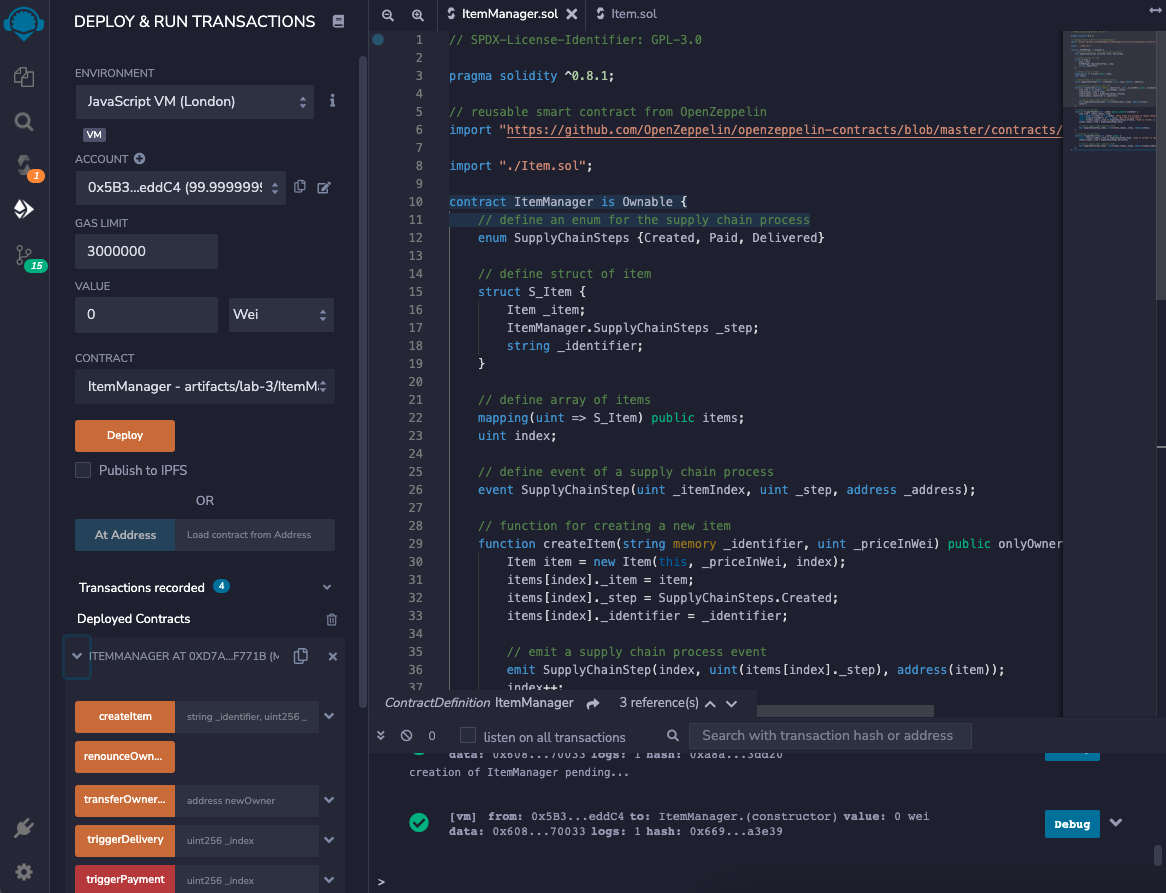 DEPLOY & RUN TRANSACTIONS
ENVIRONMENT
JavaScript VM (London)
VM
ACCOUNT
0x5B3...eddC4 (99.9999999
GAS LIMIT
3000000
VALUE
0
Wei
CONTRACT
ItemManager - artifacts/lab-3/ItemMa
Deploy
Publish to IPFS
OR
At Address
Load contract from Address
Transactions recorded
4
Deployed Contracts
ITEMMANAGER AT 0XD7A...F771B (M
createItem
string _identifier, uint256 _
renounceOwn...
transferOwner...
address newOwner
triggerDelivery
uint256 _index
triggerPayment
uint256 _index
1
15
ItemManager.sol
Item.sol
1 // SPDX-License-Identifier: GPL-3.0
2
3 pragma solidity ^0.8.1;
4
5 // reusable smart contract from OpenZeppelin
6 import "https://github.com/OpenZeppelin/openzeppelin-contracts/blob/master/contracts/
7
8 import "./Item.sol";
9
10 contract ItemManager is Ownable {
11 // define an enum for the supply chain process
12 enum SupplyChainSteps {Created, Paid, Delivered}
13
14 // define struct of item
15 struct S_Item {
16 Item _item;
17 ItemManager.SupplyChainSteps _step;
18 string _identifier;
19 }
20
21 // define array of items
22 mapping(uint => S_Item) public items;
23 uint index;
24
25 // define event of a supply chain process
26 event SupplyChainStep(uint _itemIndex, uint _step, address _address);
27
28 // function for creating a new item
29 function createItem(string memory _identifier, uint _priceInWei) public onlyOwner
30 Item item = new Item(this, _priceInWei, index);
31 items[index]._item = item;
32 items[index]._step = SupplyChainSteps.Created;
33 items[index]._identifier = _identifier;
34
35 // emit a supply chain process event
36 emit SupplyChainStep(index, uint(items[index]._step), address(item));
37 index++;
ContractDefinition ItemManager
3 reference(s)
0
listen on all transactions
Search with transaction hash or address
data: 0x608...70033 logs: 1 hash: 0xa8a...3dd20
creation of ItemManager pending...
[vm] from: 0x5B3...eddC4 to: ItemManager.(constructor) value: 0 wei
data: 0x608...70033 logs: 1 hash: 0x669...a3e39
Debug
>